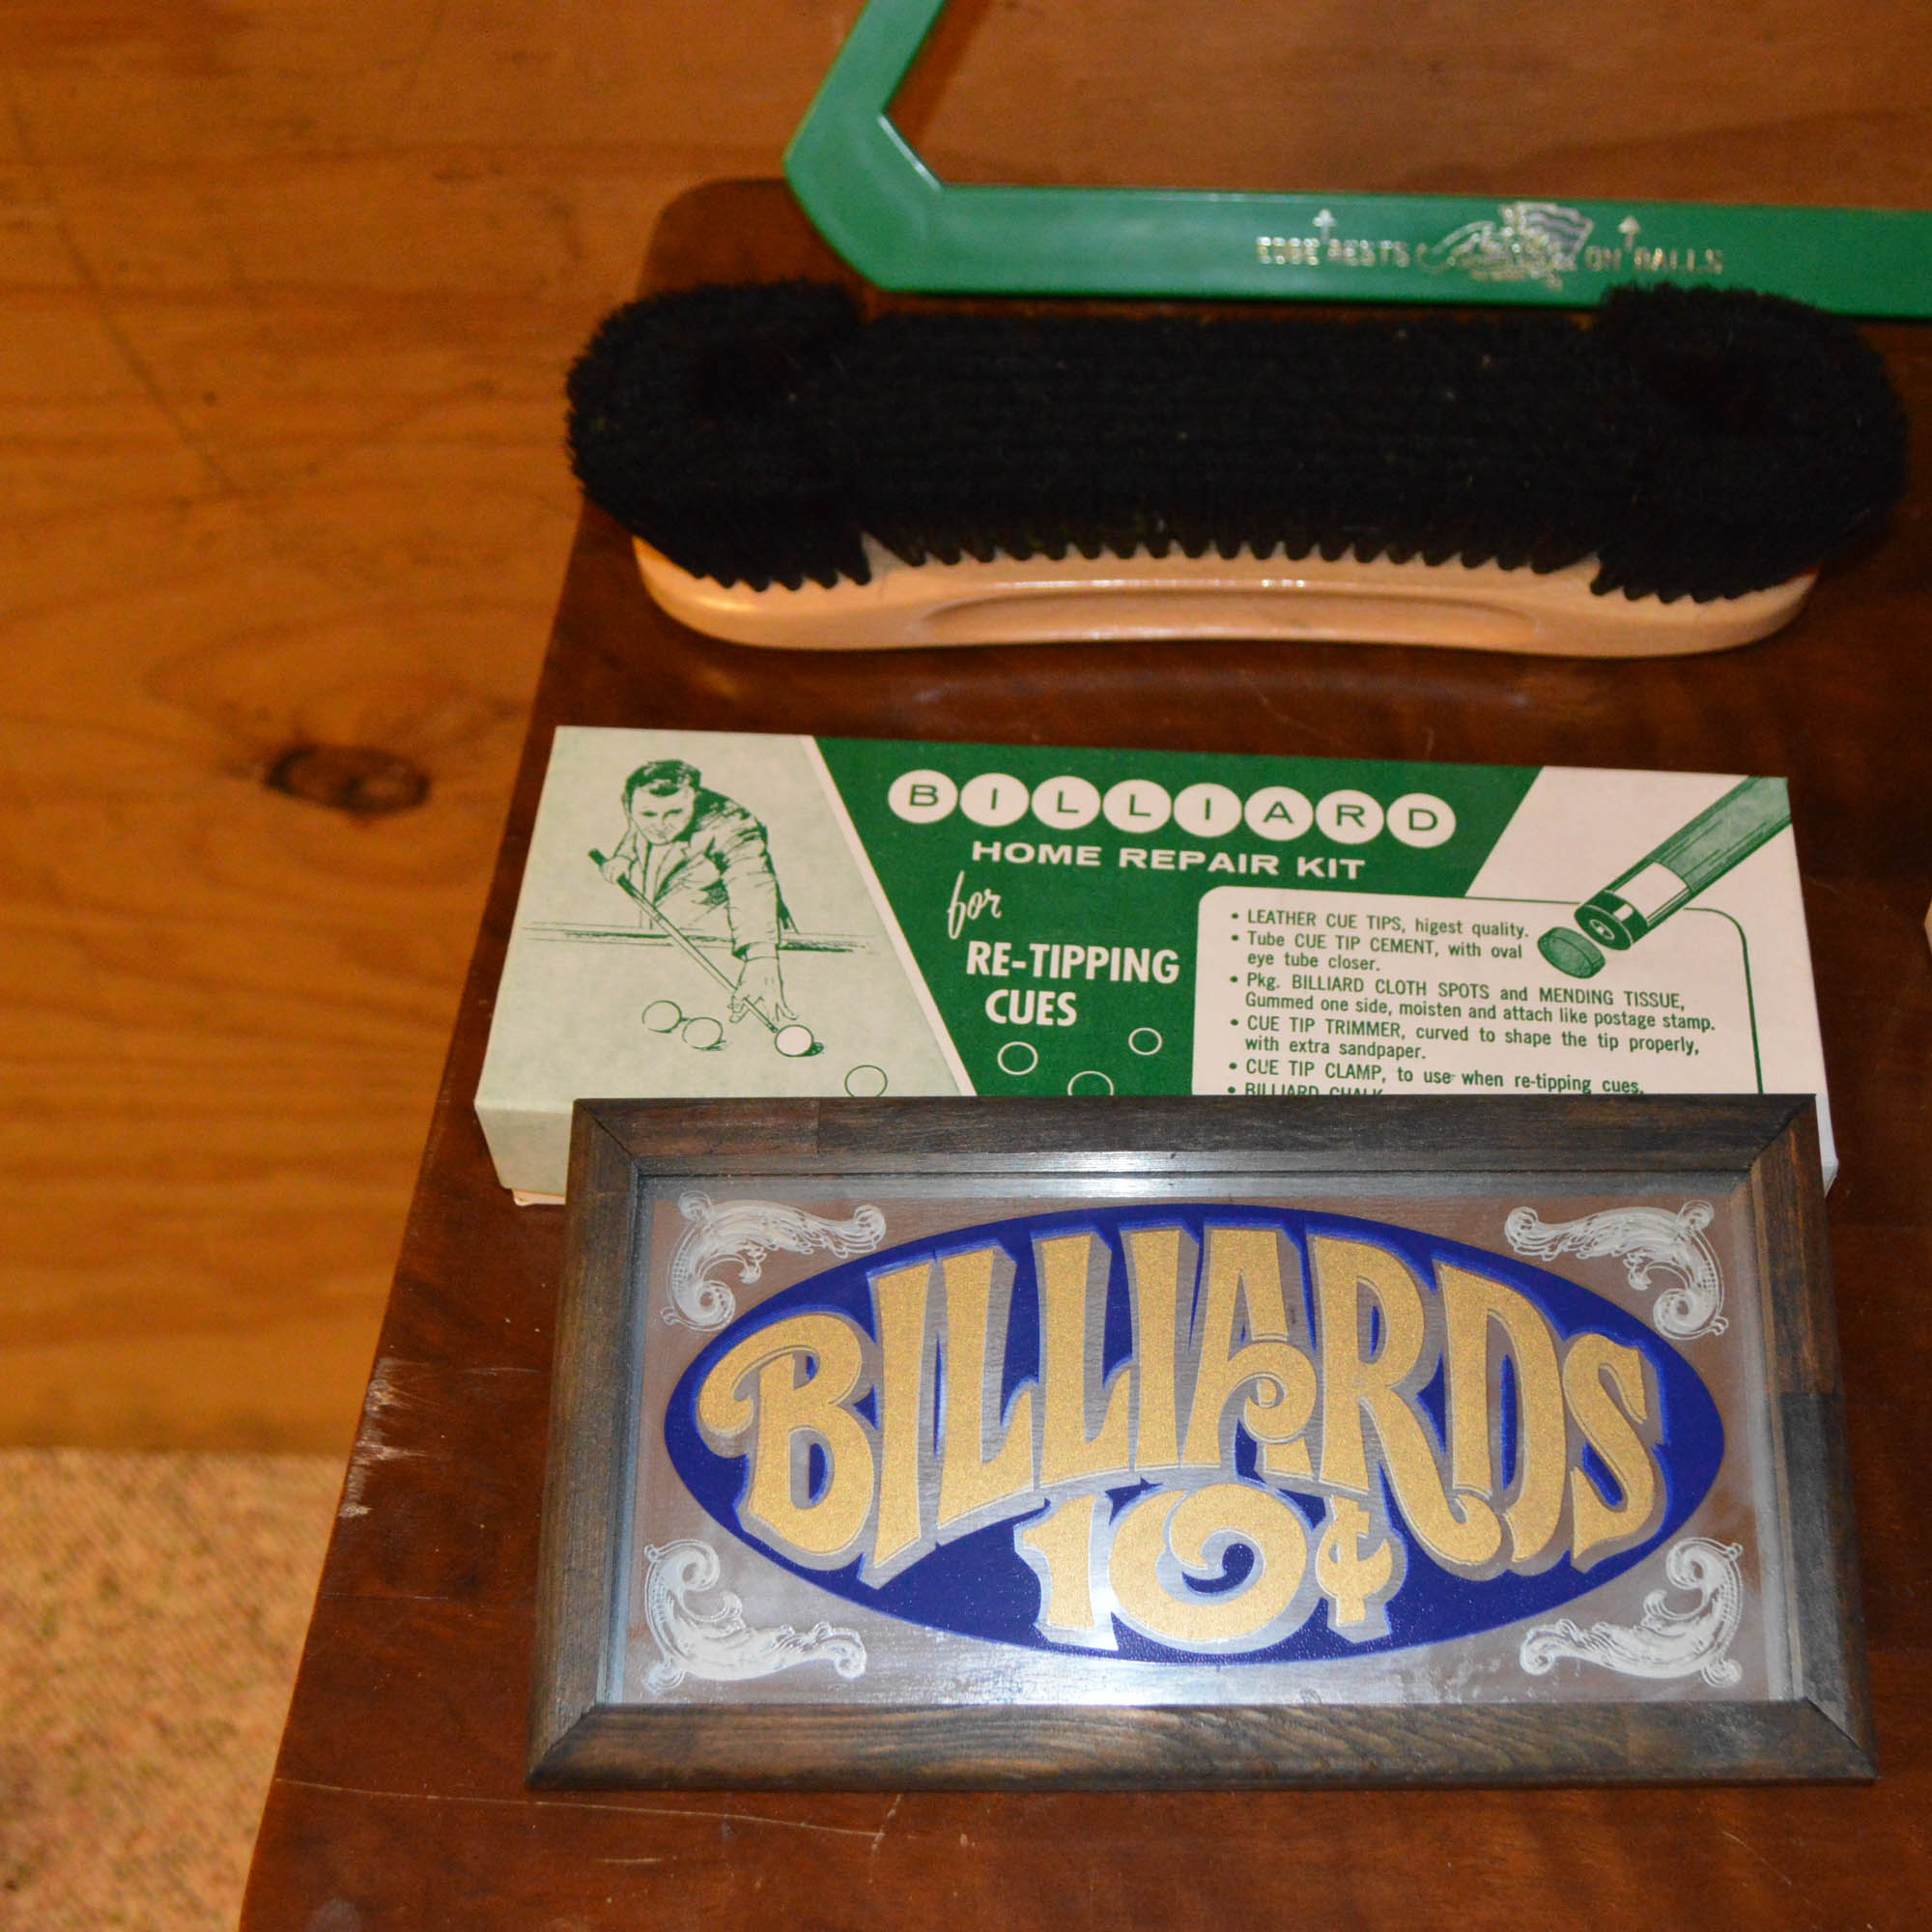 EDGE RESTS ON BALLS
BILLIARD
HOME REPAIR KIT
for
RE-TIPPING
CUES
• LEATHER CUE TIPS, higest quality.
• Tube CUE TIP CEMENT, with oval
eye tube closer.
• Pkg. BILLIARD CLOTH SPOTS and MENDING TISSUE,
Gummed one side, moisten and attach like postage stamp.
• CUE TIP TRIMMER, curved to shape the tip properly,
with extra sandpaper.
• CUE TIP CLAMP, to use when re-tipping cues.
• BILLIARD CHALK
BILLIARDS
10¢